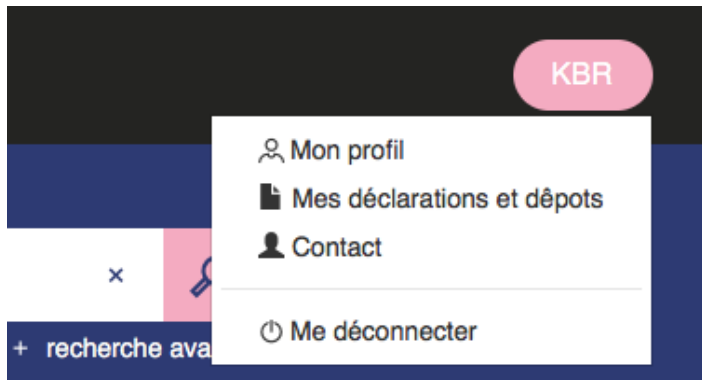 KBR
Mon profil
Mes déclarations et dêpots
Contact
Me déconnecter
+ recherche ava